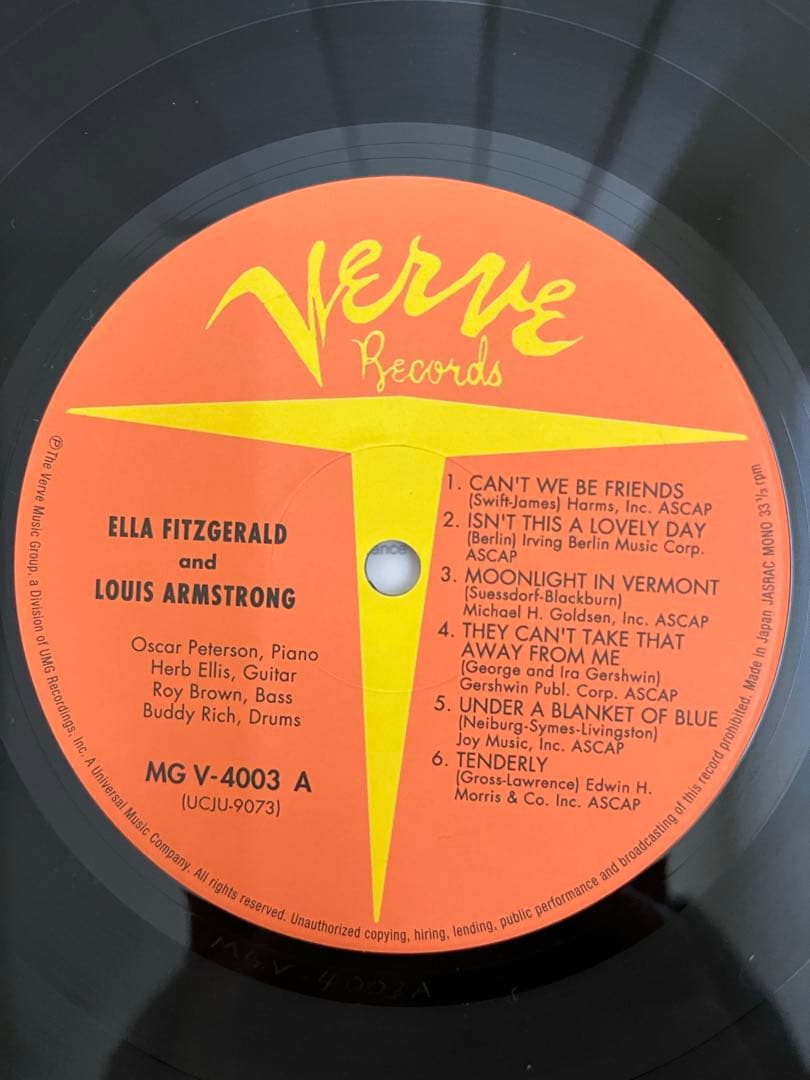 Verve
Records
ELLA FITZGERALD
and
LOUIS ARMSTRONG
Oscar Peterson, Piano
Herb Ellis, Guitar
Roy Brown, Bass
Buddy Rich, Drums
MG V-4003 A
(UCJU-9073)
1. CAN'T WE BE FRIENDS
(Swift-James) Harms, Inc. ASCAP
2. ISN'T THIS A LOVELY DAY
(Berlin) Irving Berlin Music Corp.
ASCAP
3. MOONLIGHT IN VERMONT
(Suessdorf-Blackburn)
Michael H. Goldsen, Inc. ASCAP
4. THEY CAN'T TAKE THAT
AWAY FROM ME
(George and Ira Gershwin)
Gershwin Publ. Corp. ASCAP
5. UNDER A BLANKET OF BLUE
(Neiburg-Symes-Livingston)
Joy Music, Inc. ASCAP
6. TENDERLY
(Gross-Lawrence) Edwin H.
Morris & Co. Inc. ASCAP
℗The Verve Music Group, a Division of UMG Recordings, Inc. A Universal Music Company. All rights reserved. Unauthorized copying, hiring, lending, public performance and broadcasting of this record prohibited. Made in Japan JASRAC MONO 33 ⅓ rpm